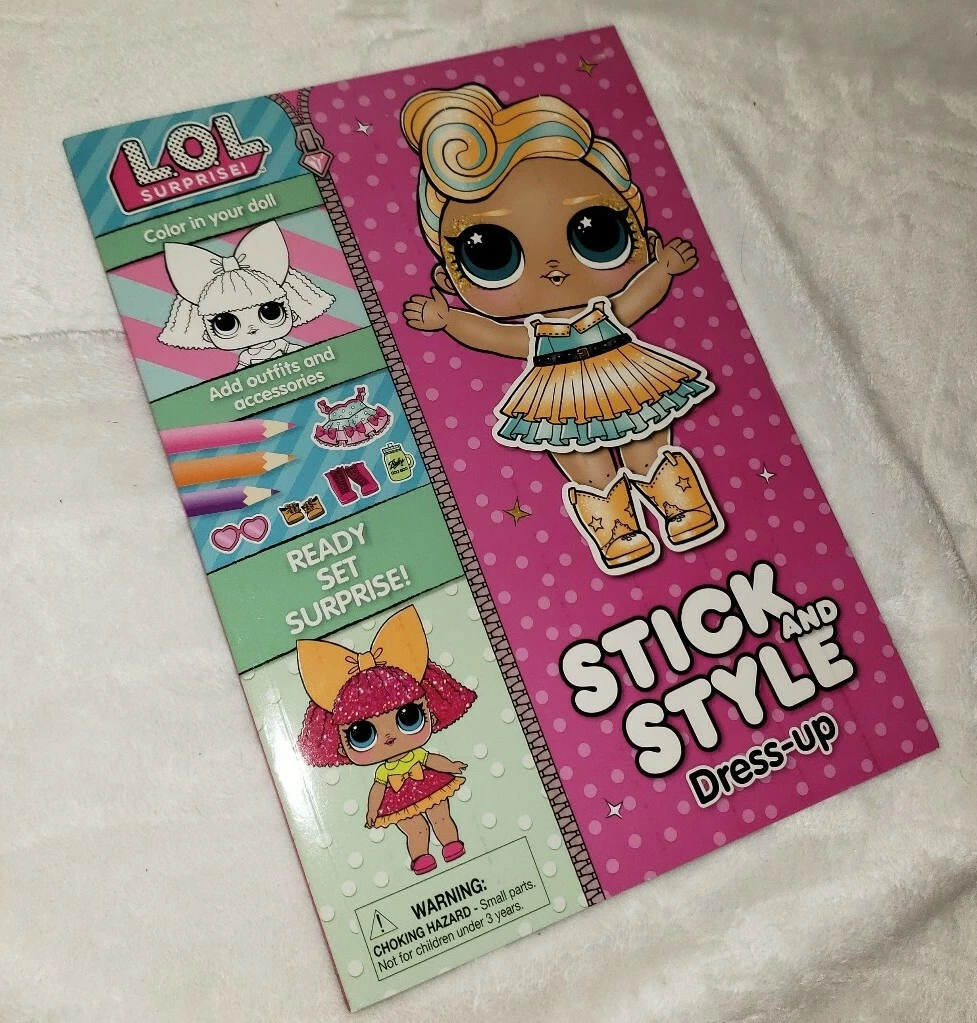 L.O.L
SURPRISE!
Color in your doll
Add outfits and
accessories
READY
SET
SURPRISE!
WARNING:
CHOKING HAZARD - Small parts.
Not for children under 3 years.
STICK AND
STYLE
Dress-up